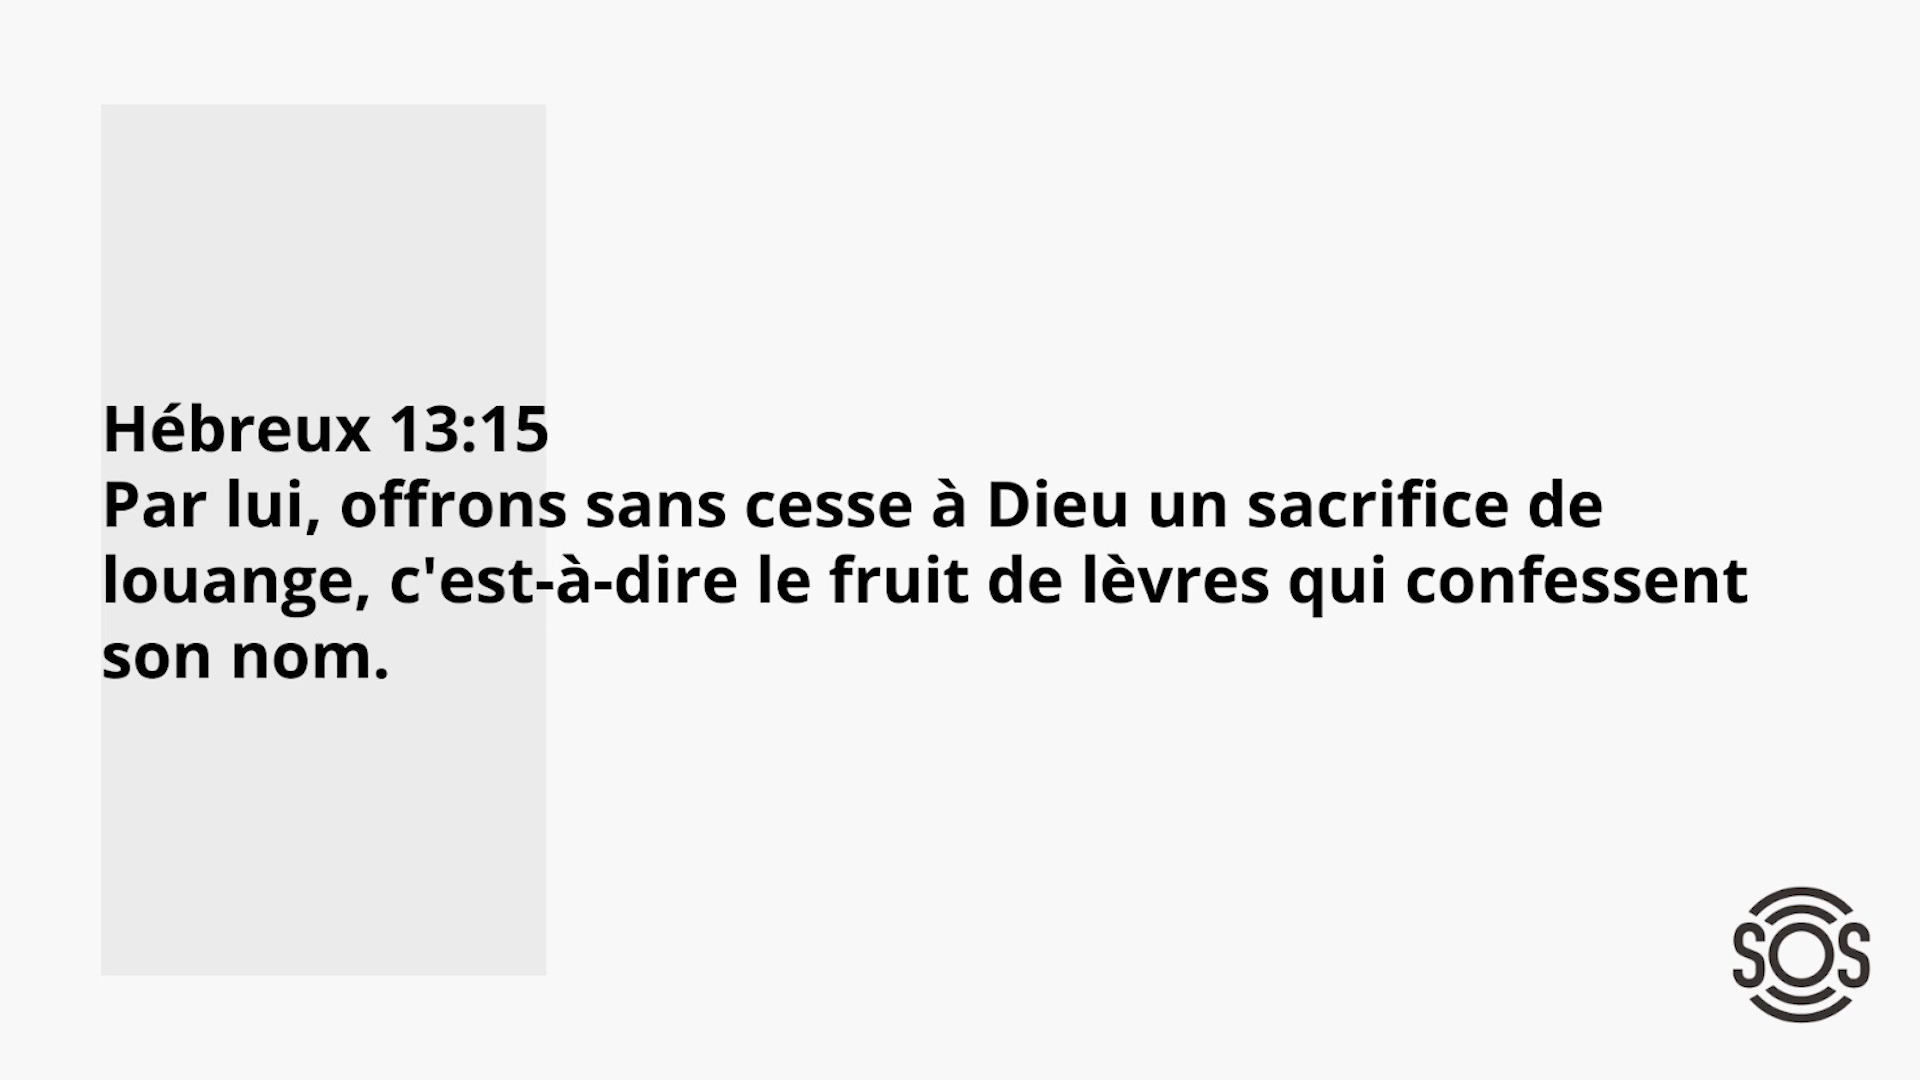 Hébreux 13:15
Par lui, offrons sans cesse à Dieu un sacrifice de
louange, c'est-à-dire le fruit de lèvres qui confessent
son nom.
SOS